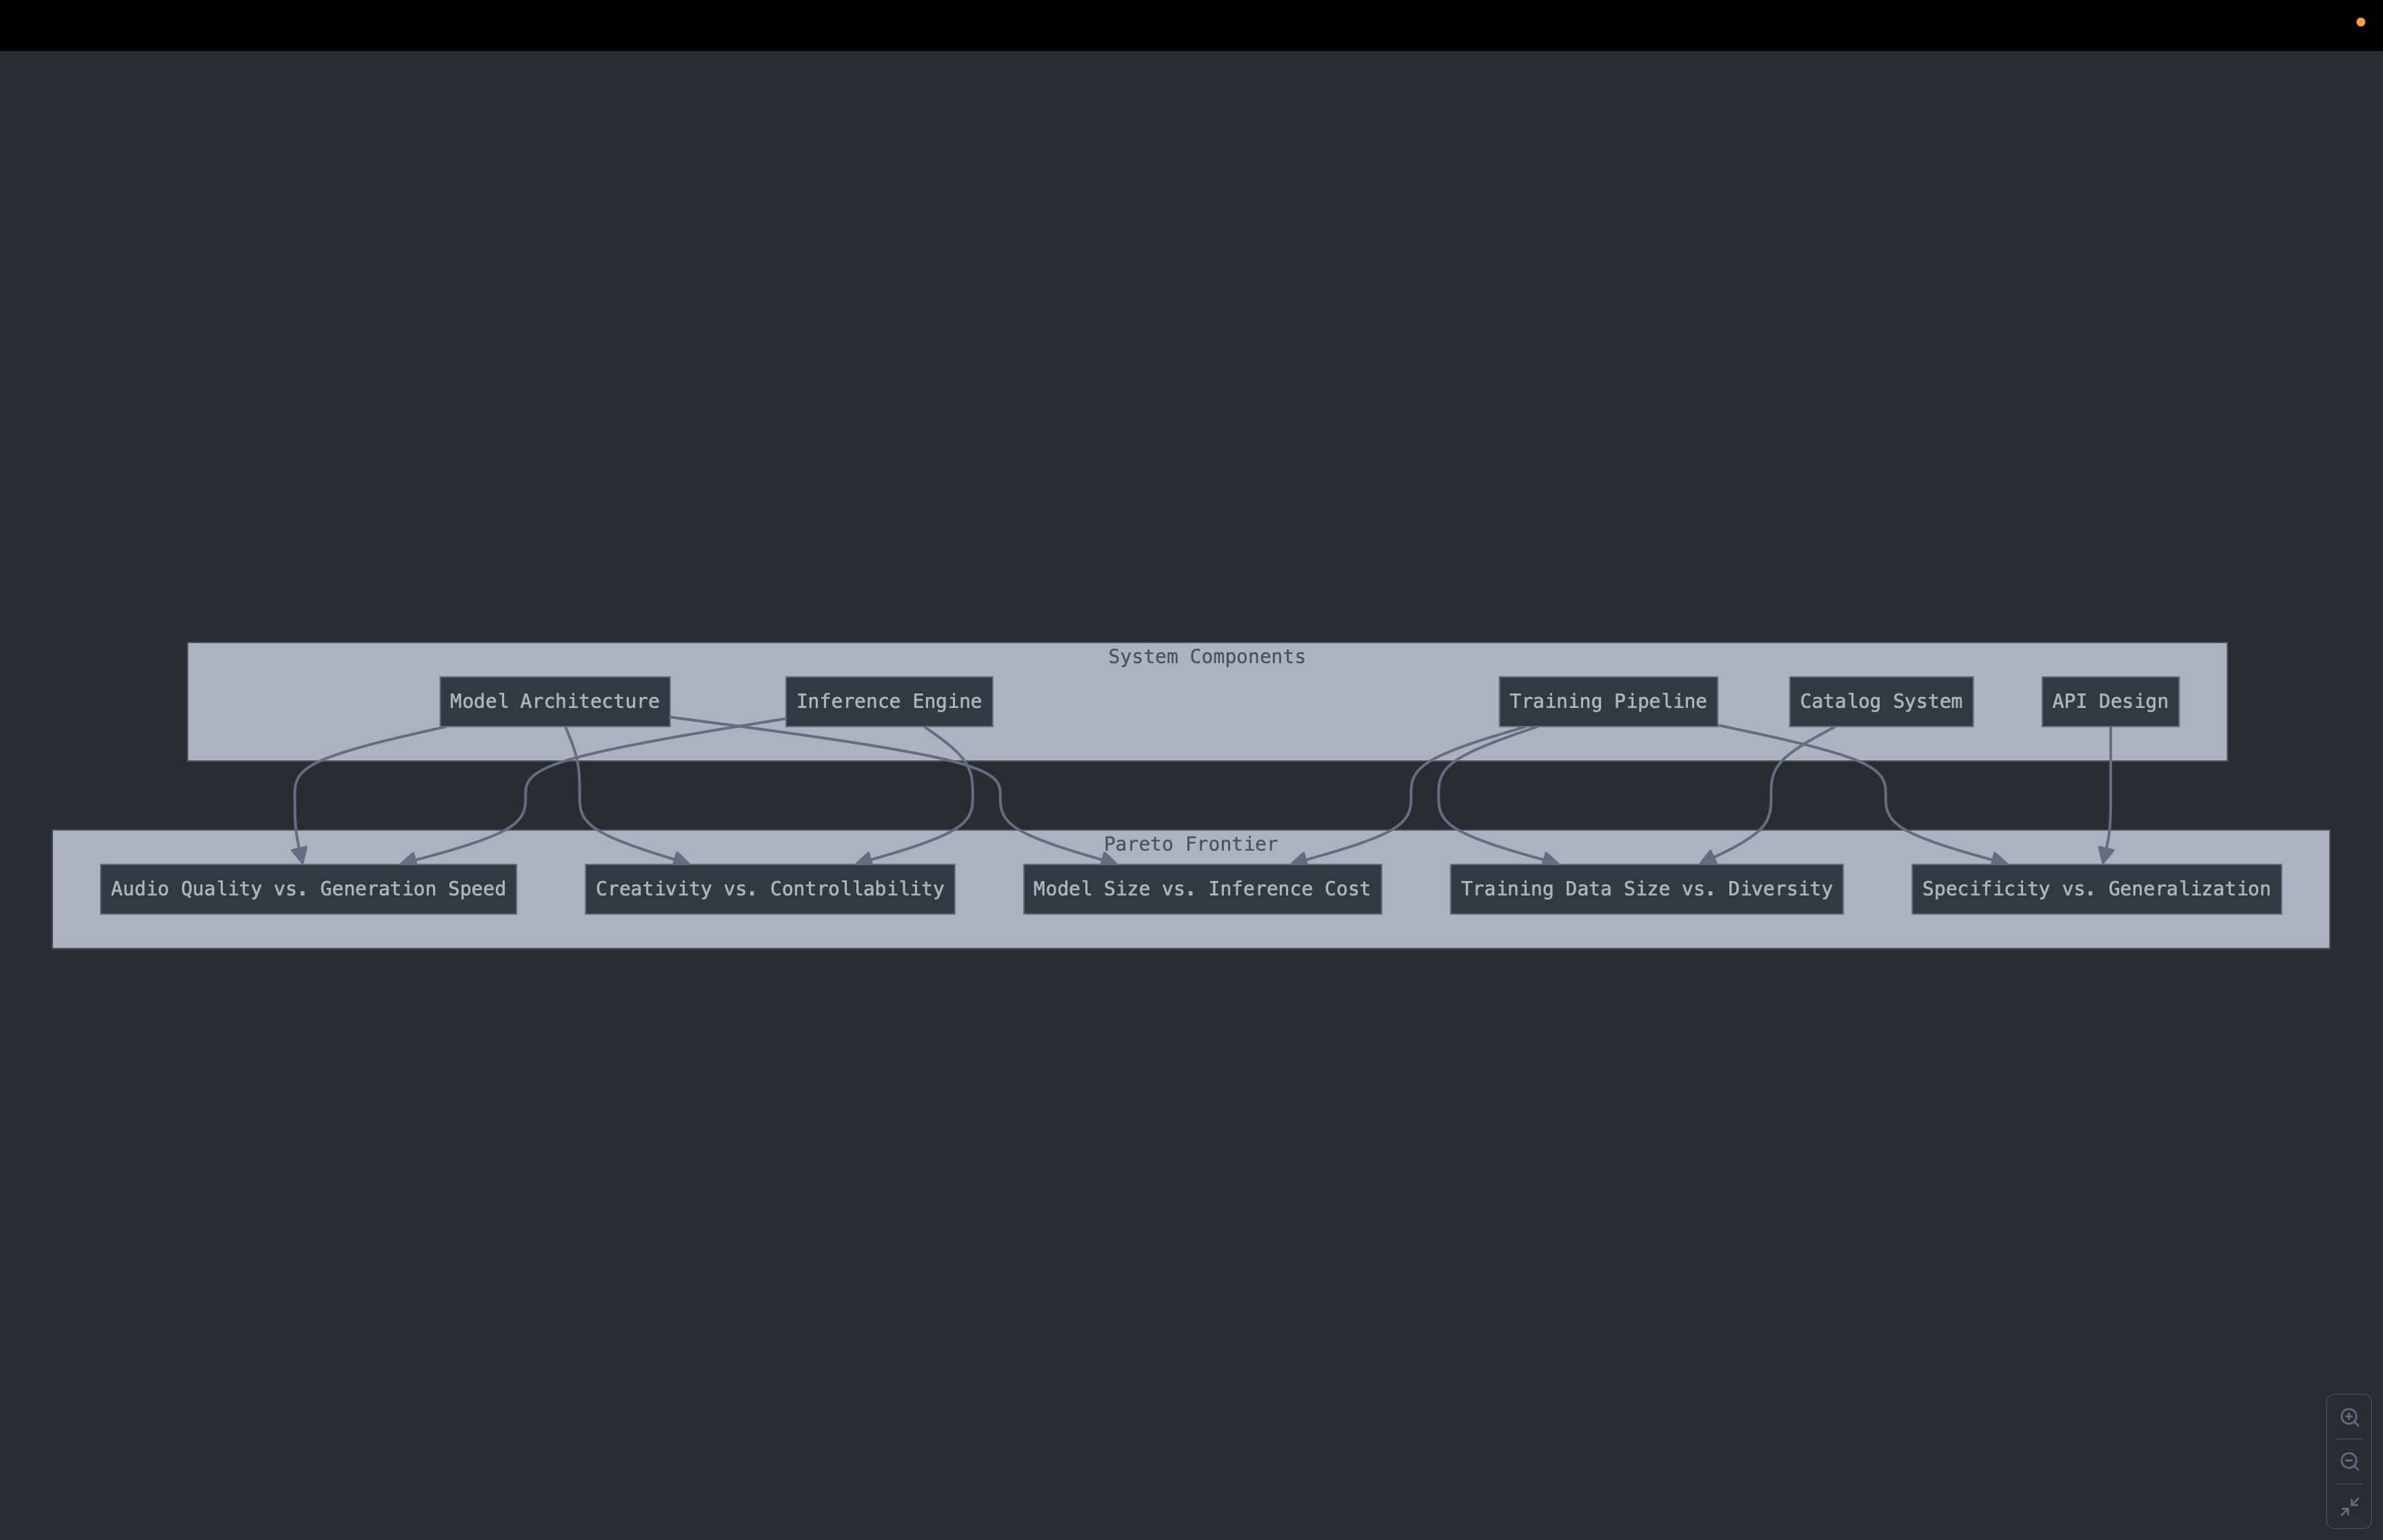 System Components
Model Architecture
Inference Engine
Training Pipeline
Catalog System
API Design
Pareto Frontier
Audio Quality vs. Generation Speed
Creativity vs. Controllability
Model Size vs. Inference Cost
Training Data Size vs. Diversity
Specificity vs. Generalization